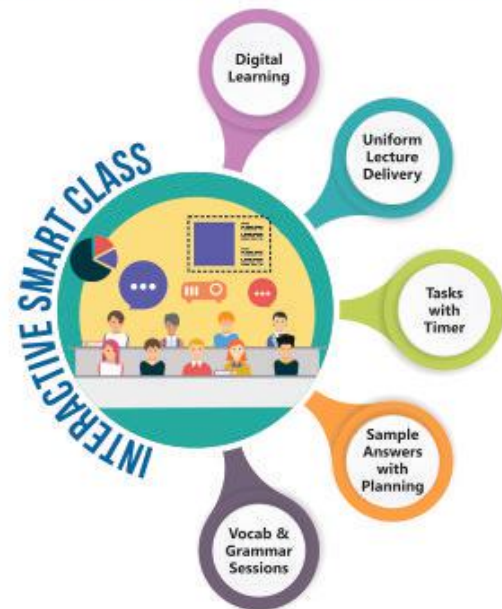 INTERACTIVE SMART CLASS
Digital
Learning
Uniform
Lecture
Delivery
Tasks
with
Timer
Sample
Answers
with
Planning
Vocab &
Grammar
Sessions